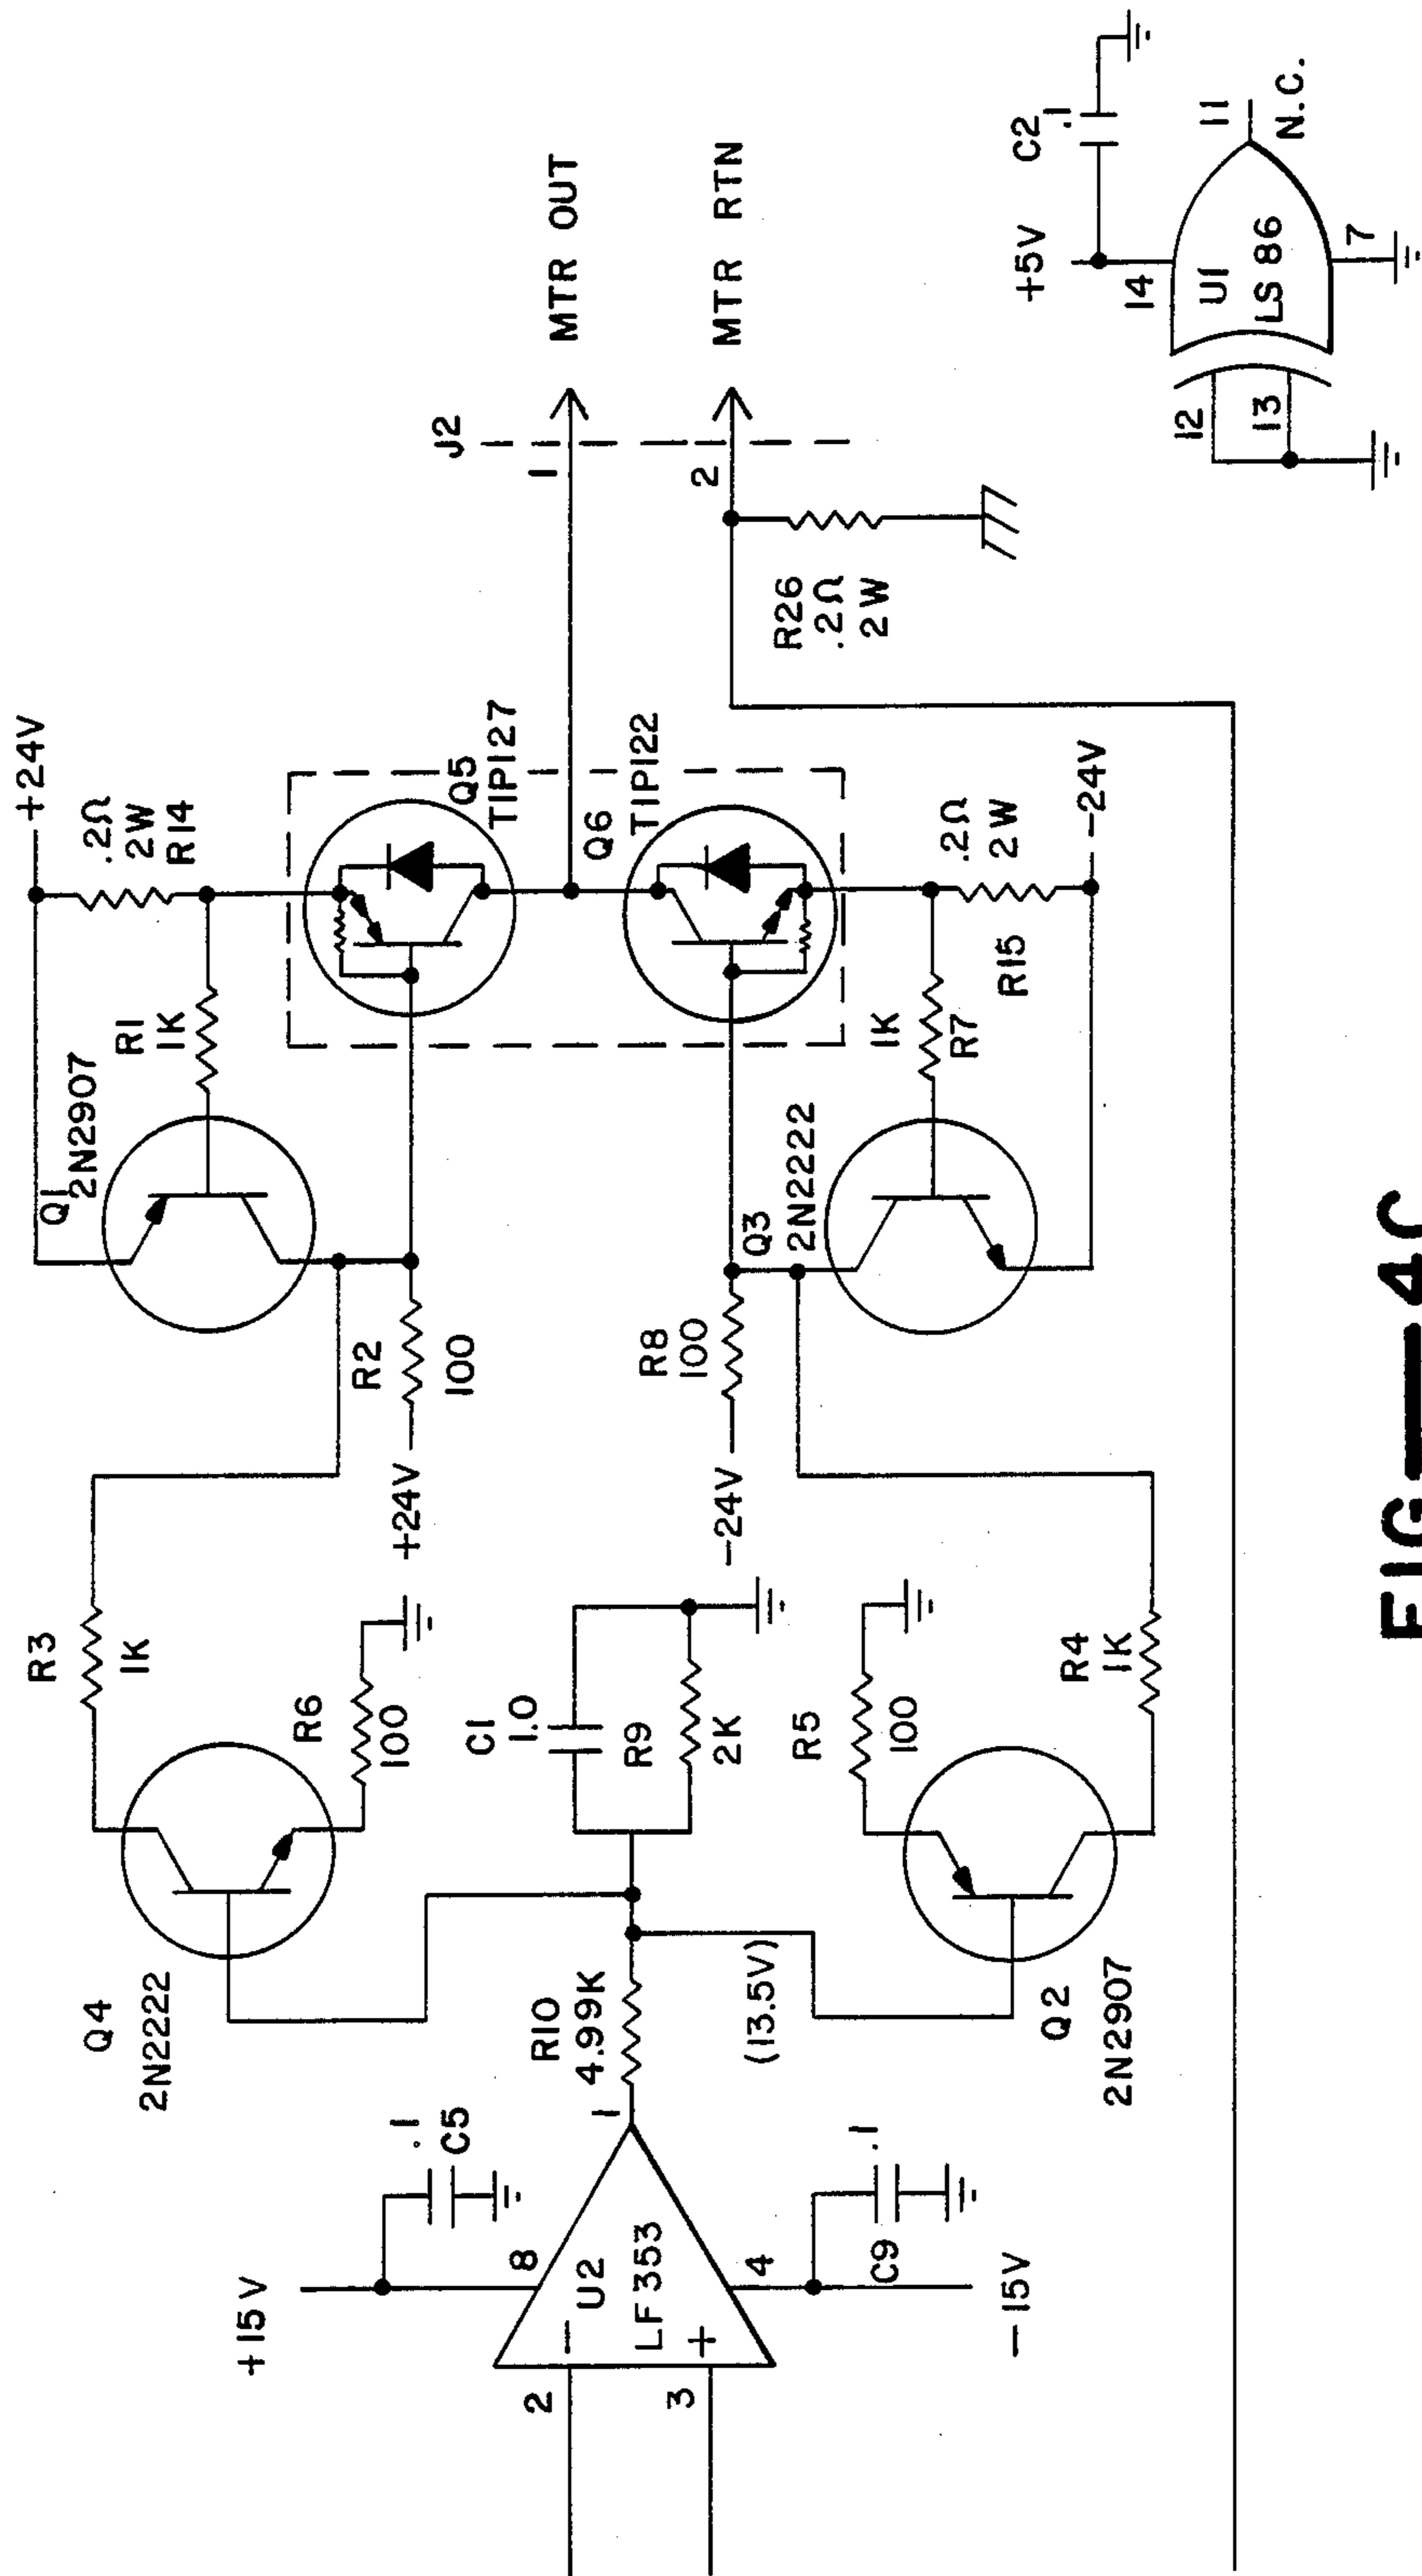 +24V
.2Ω
2W
R14
Q1
2N2907
R1
1K
Q5
TIP127
J2
1
MTR OUT
Q6
TIP122
2
MTR RTN
R26
.2Ω
2W
.2Ω
2W
R15
-24V
1K
R7
Q3
2N2222
R2
100
+24V
R8
100
-24V
R3
1K
R6
100
C1
1.0
R9
2K
R5
100
R4
1K
Q4
2N2222
R10
4.99K
(13.5V)
Q2
2N2907
+15V
.1
C5
8
1
U2
LF353
2
−
3
+
4
C9
.1
-15V
C2
.1
+5V
14
U1
LS86
11
N.C.
12
13
7